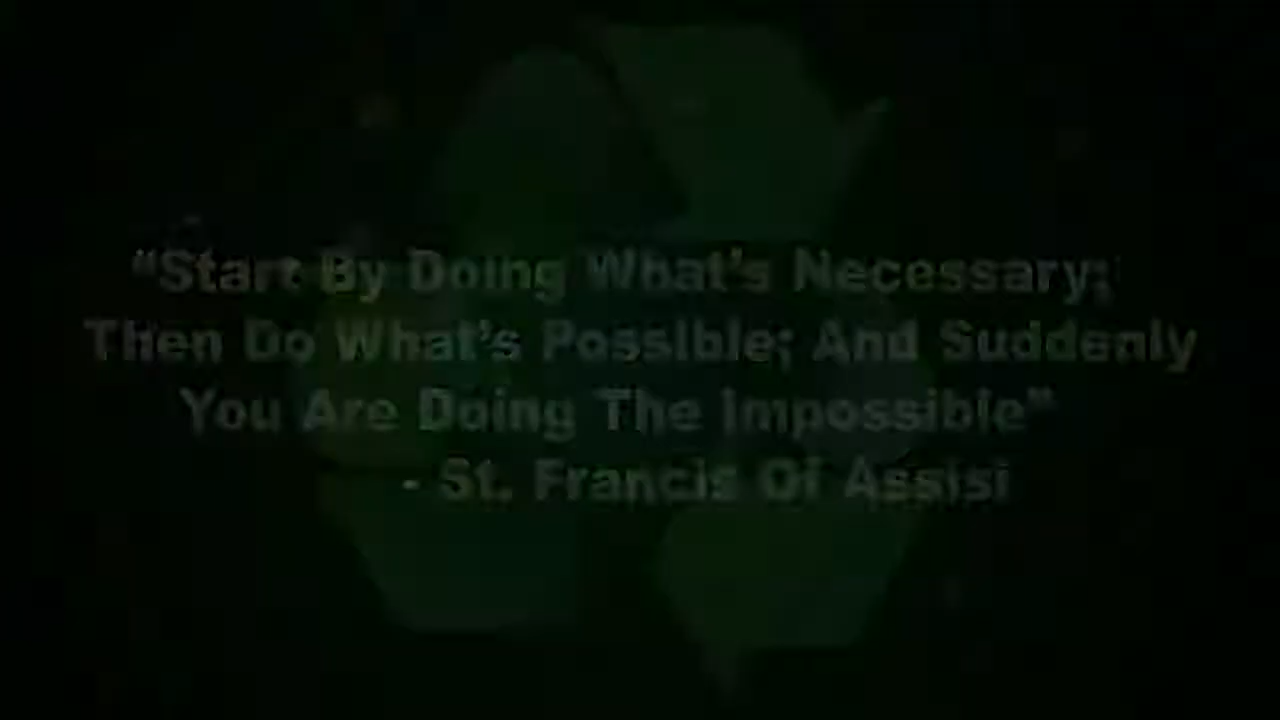 “Start By Doing What’s Necessary;
Then Do What’s Possible; And Suddenly
You Are Doing The Impossible”
- St. Francis Of Assisi